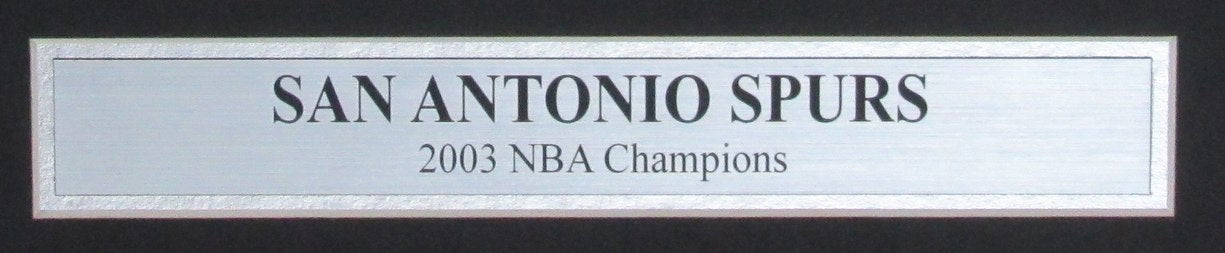 SAN ANTONIO SPURS
2003 NBA Champions